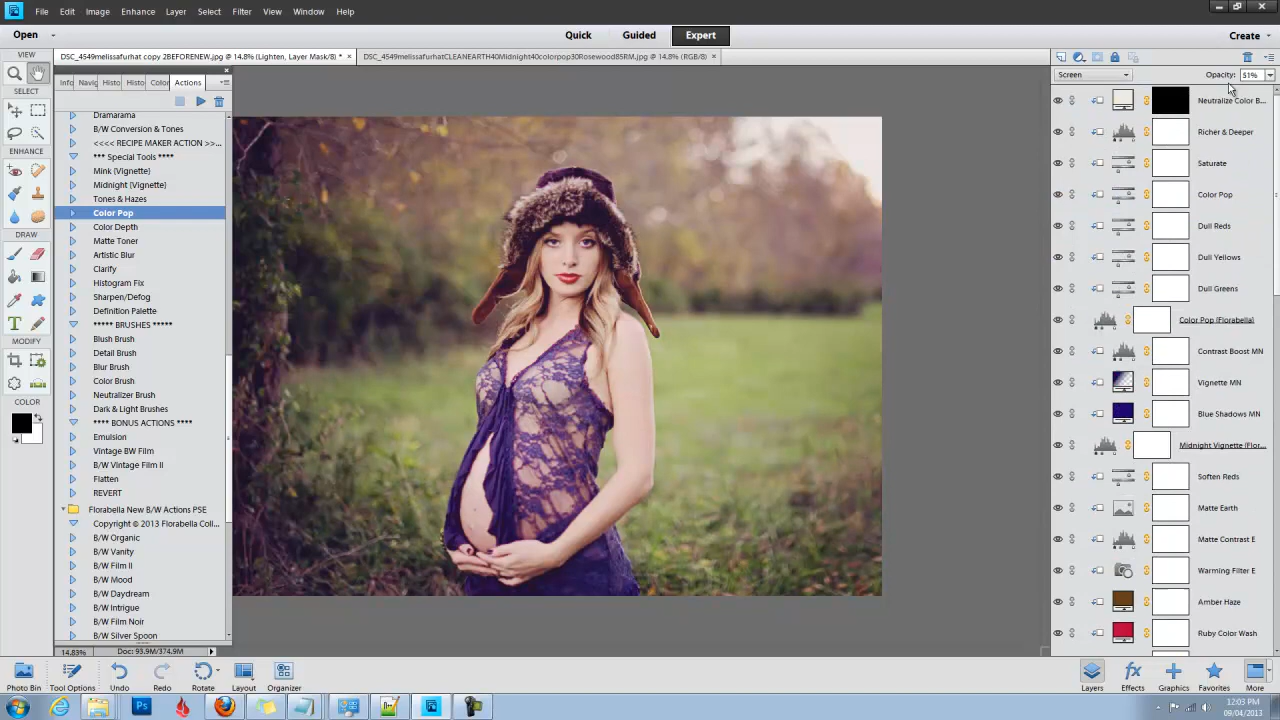 File Edit Image Enhance Layer Select Filter View Window Help
Open
Quick Guided Expert
Create
VIEW
DSC_4549melissafurhat copy 2BEFORENEW.jpg @ 14.8% (Lighten, Layer Mask/8) * ×
DSC_4549melissafurhatCLEANEARTH40Midnight40colorpop30Rosewood85RM.jpg @ 14.8% (RGB/8) ×
Screen
Opacity: 51%
Info Navig Histo Histo Color Actions
SELECT
ENHANCE
DRAW
MODIFY
COLOR
Dramarama
B/W Conversion & Tones
<<<< RECIPE MAKER ACTION >>...
*** Special Tools ****
Mink (Vignette)
Midnight (Vignette)
Tones & Hazes
Color Pop
Color Depth
Matte Toner
Artistic Blur
Clarify
Histogram Fix
Sharpen/Defog
Definition Palette
***** BRUSHES *****
Blush Brush
Detail Brush
Blur Brush
Color Brush
Neutralizer Brush
Dark & Light Brushes
**** BONUS ACTIONS ****
Emulsion
Vintage BW Film
B/W Vintage Film II
Flatten
REVERT
Florabella New B/W Actions PSE
Copyright © 2013 Florabella Coll...
B/W Organic
B/W Vanity
B/W Film II
B/W Mood
B/W Daydream
B/W Intrigue
B/W Film Noir
B/W Silver Spoon
Neutralize Color B...
Richer & Deeper
Saturate
Color Pop
Dull Reds
Dull Yellows
Dull Greens
Color Pop (Florabella)
Contrast Boost MN
Vignette MN
Blue Shadows MN
Midnight Vignette (Flor...
Soften Reds
Matte Earth
Matte Contrast E
Warming Filter E
Amber Haze
Ruby Color Wash
14.83% Doc: 93.9M/374.9M
Photo Bin Tool Options Undo Redo Rotate Layout Organizer
Layers Effects Graphics Favorites More
Ps
12:03 PM
09/04/2013